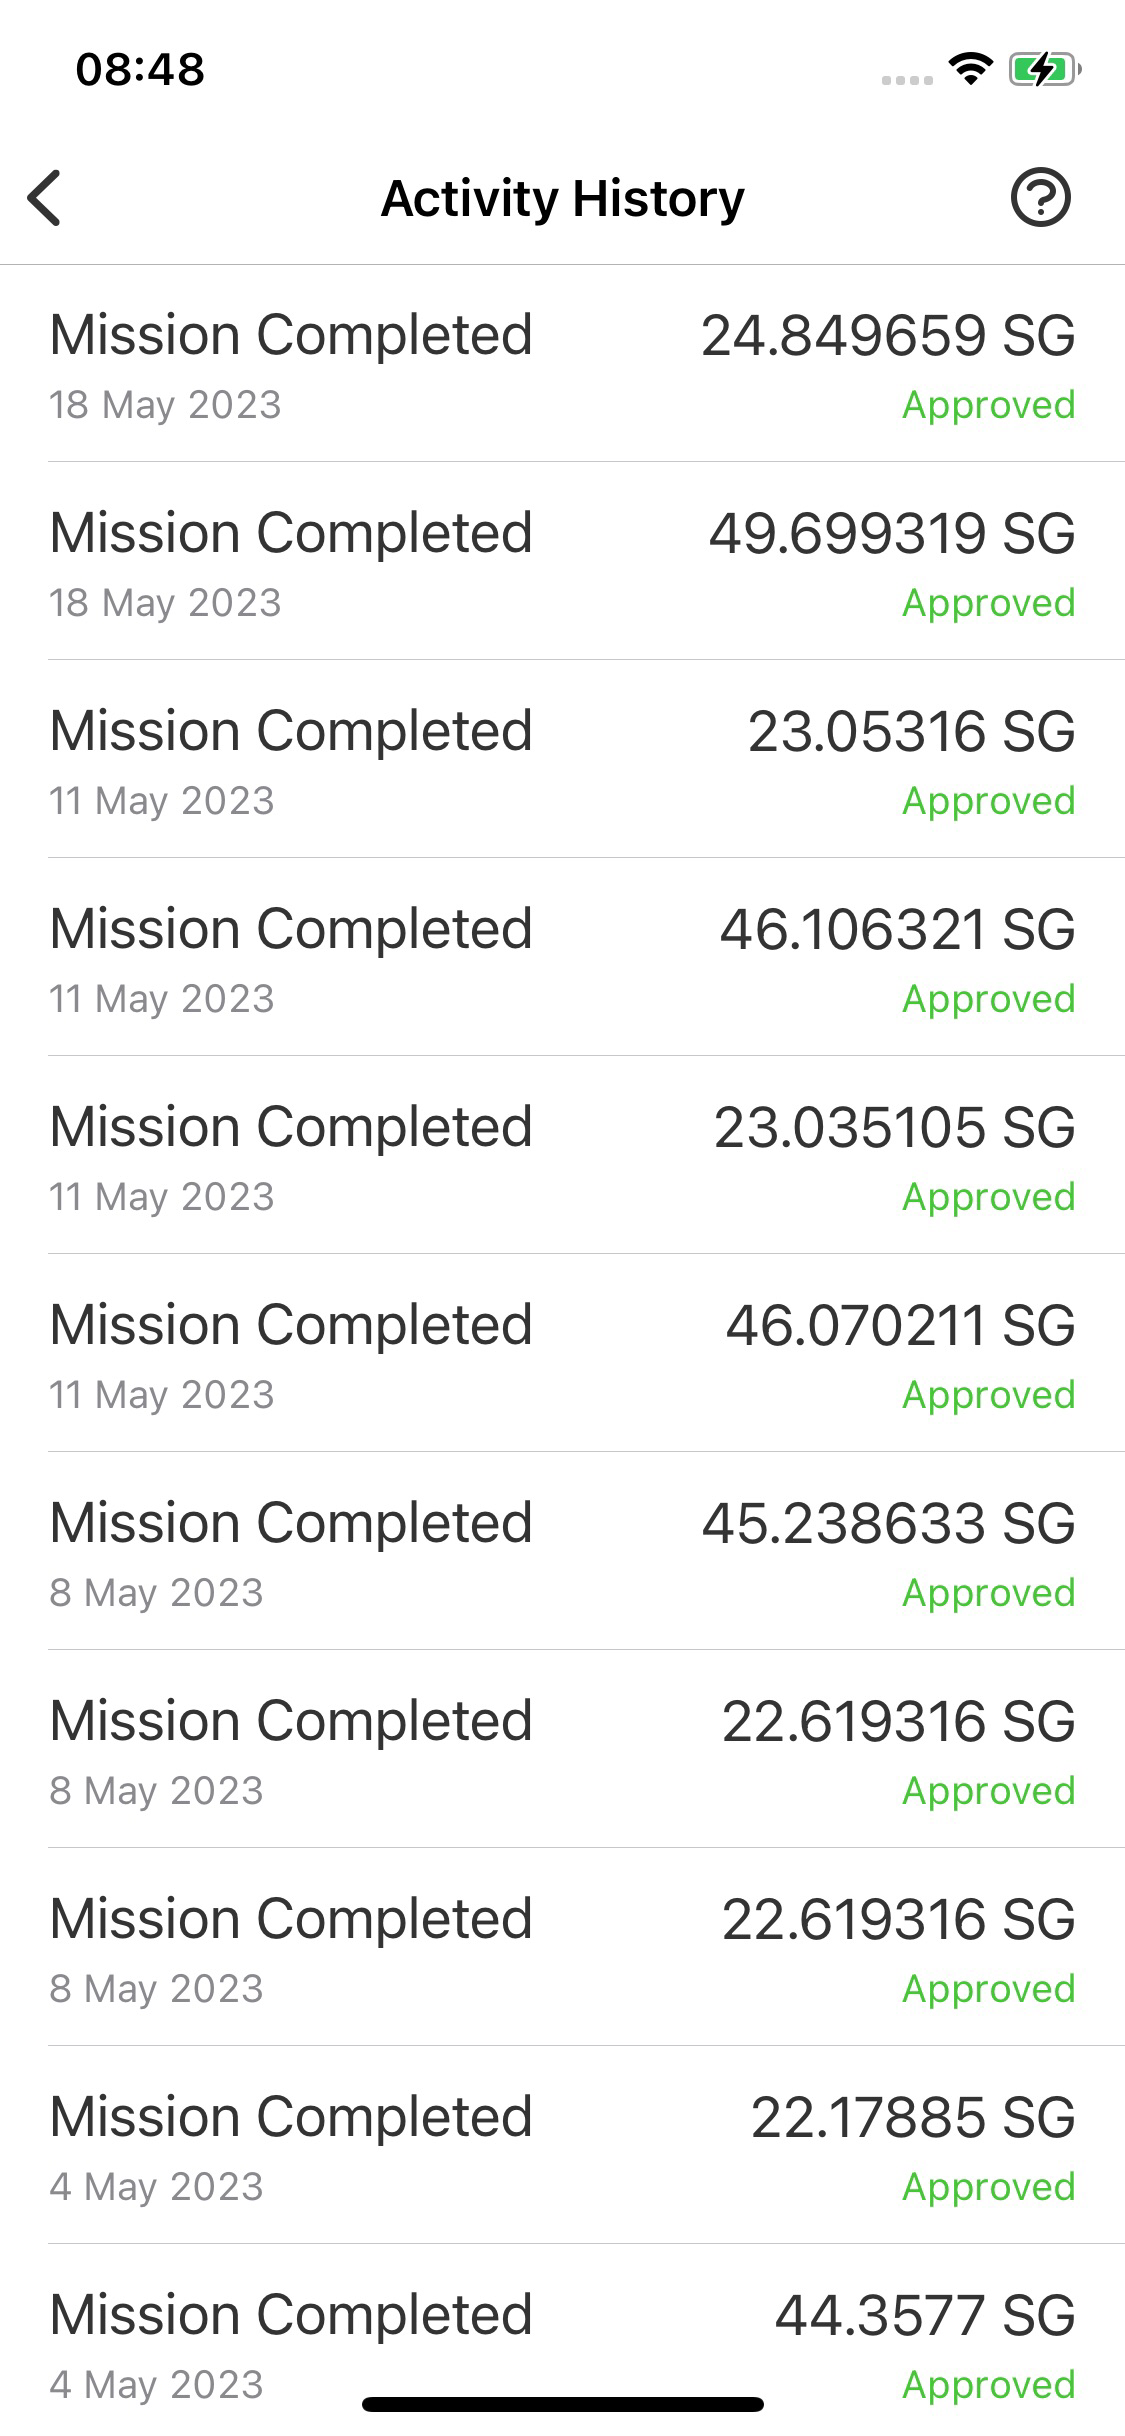 08:48
Activity History
Mission Completed 24.849659 SG
18 May 2023 Approved
Mission Completed 49.699319 SG
18 May 2023 Approved
Mission Completed 23.05316 SG
11 May 2023 Approved
Mission Completed 46.106321 SG
11 May 2023 Approved
Mission Completed 23.035105 SG
11 May 2023 Approved
Mission Completed 46.070211 SG
11 May 2023 Approved
Mission Completed 45.238633 SG
8 May 2023 Approved
Mission Completed 22.619316 SG
8 May 2023 Approved
Mission Completed 22.619316 SG
8 May 2023 Approved
Mission Completed 22.17885 SG
4 May 2023 Approved
Mission Completed 44.3577 SG
4 May 2023 Approved